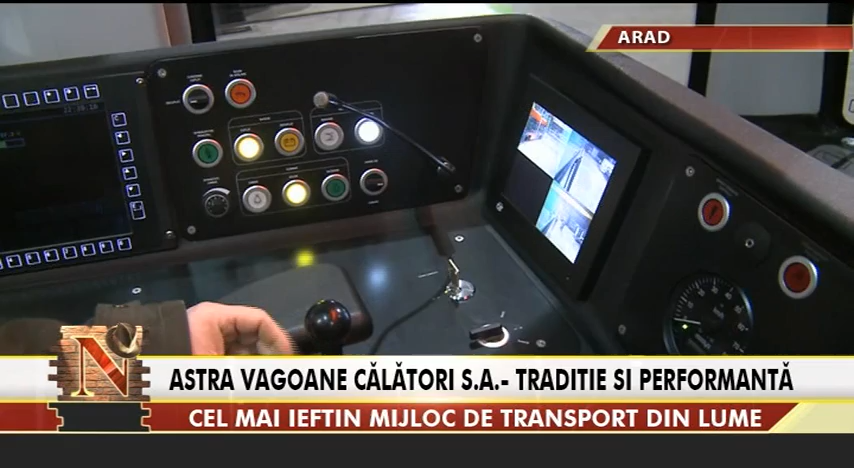 ARAD
N
ASTRA VAGOANE CĂLĂTORI S.A.- TRADITIE SI PERFORMANTĂ
CEL MAI IEFTIN MIJLOC DE TRANSPORT DIN LUME